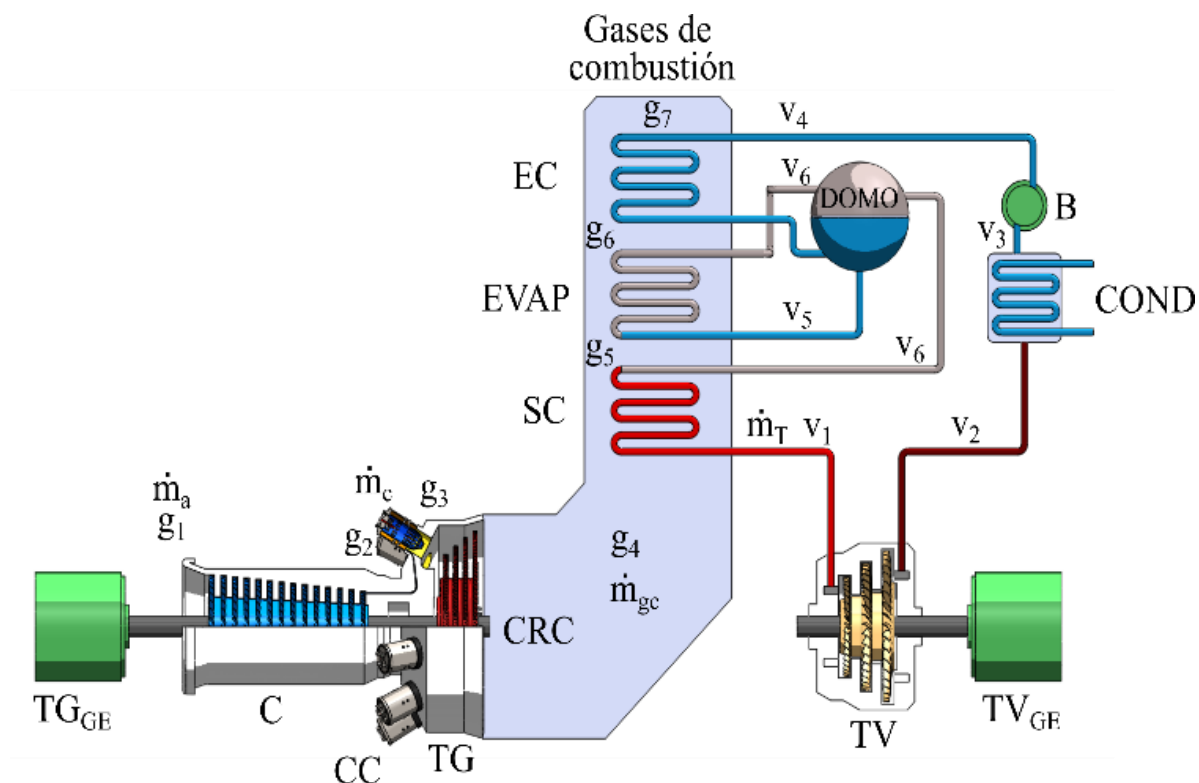 Gases de
combustión
g7
v4
EC
v6
DOMO
B
g6
v3
EVAP
COND
v5
g5
v6
SC
ṁT v1
v2
ṁa
g1
ṁc
g3
g2
g4
ṁgc
CRC
TGGE
C
CC
TG
TV
TVGE